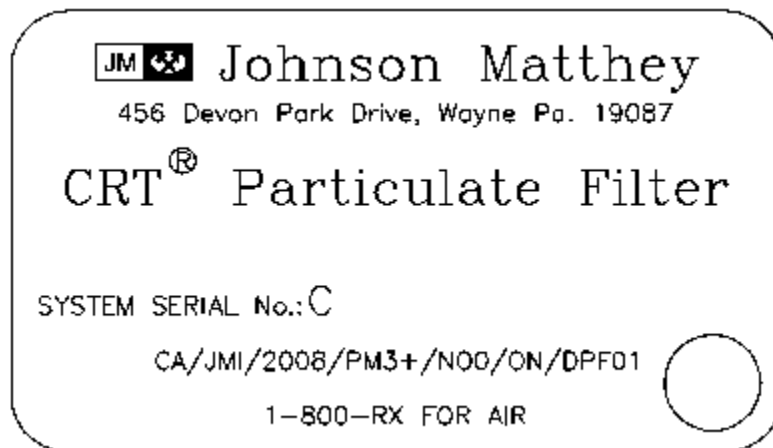 JM Johnson Matthey
456 Devon Park Drive, Wayne Pa. 19087
CRT® Particulate Filter
SYSTEM SERIAL No.: C
CA/JMI/2008/PM3+/N00/ON/DPF01
1-800-RX FOR AIR